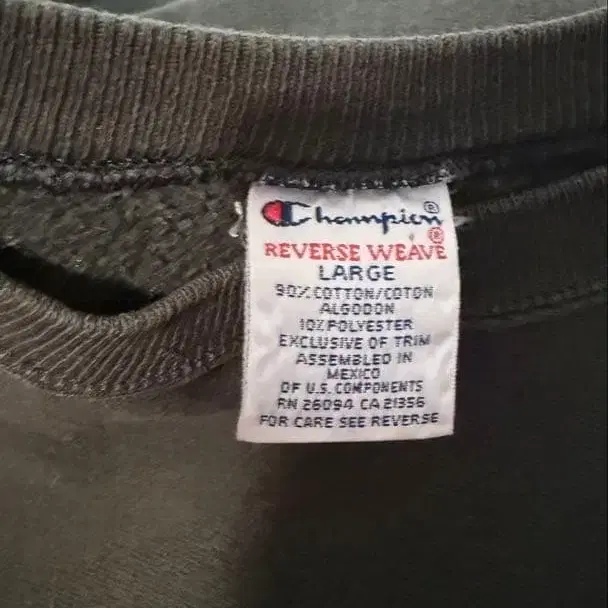 Champion®
REVERSE WEAVE®
LARGE
90% COTTON/COTON
ALGODON
10% POLYESTER
EXCLUSIVE OF TRIM
ASSEMBLED IN
MEXICO
OF U.S. COMPONENTS
RN 26094 CA 21356
FOR CARE SEE REVERSE